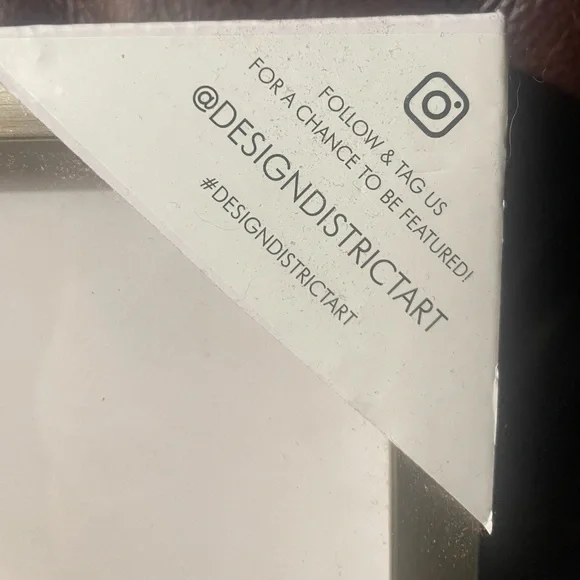 FOLLOW & TAG US
FOR A CHANCE TO BE FEATURED!
@DESIGNDISTRICTART
#DESIGNDISTRICTART